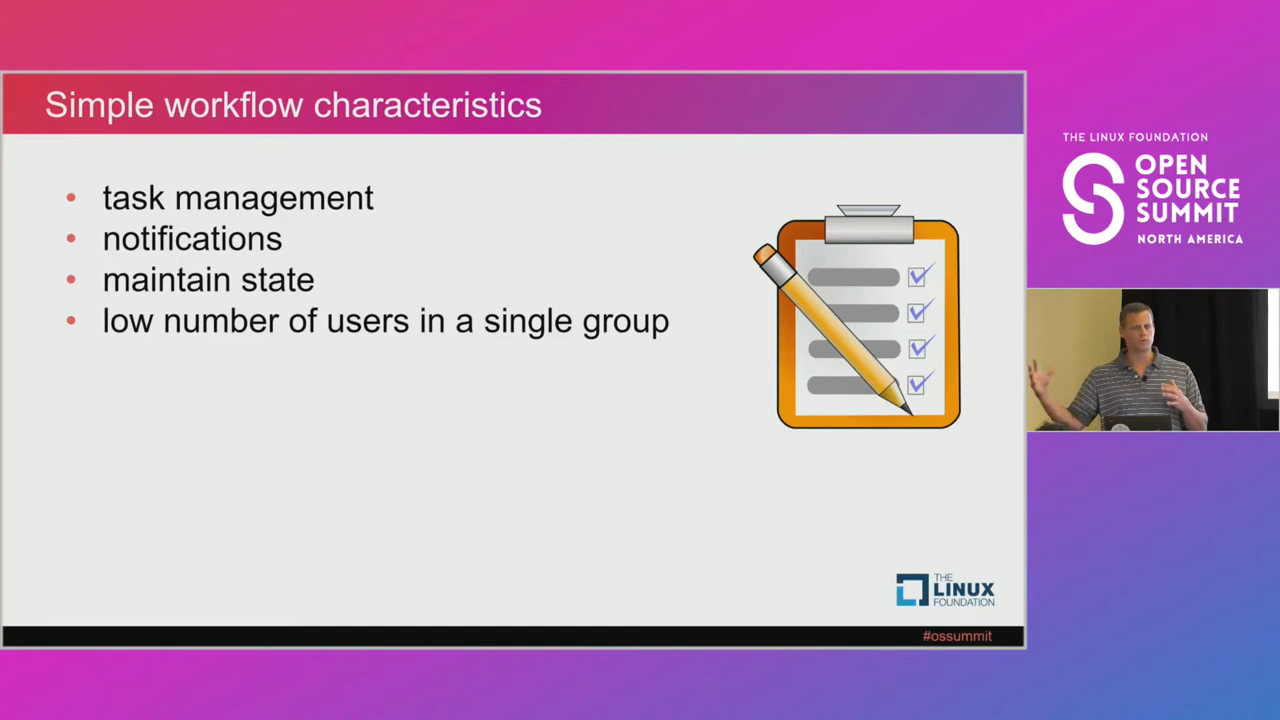 Simple workflow characteristics
• task management
• notifications
• maintain state
• low number of users in a single group
THE
LINUX
FOUNDATION
#ossummit
THE LINUX FOUNDATION
OPEN
SOURCE
SUMMIT
NORTH AMERICA